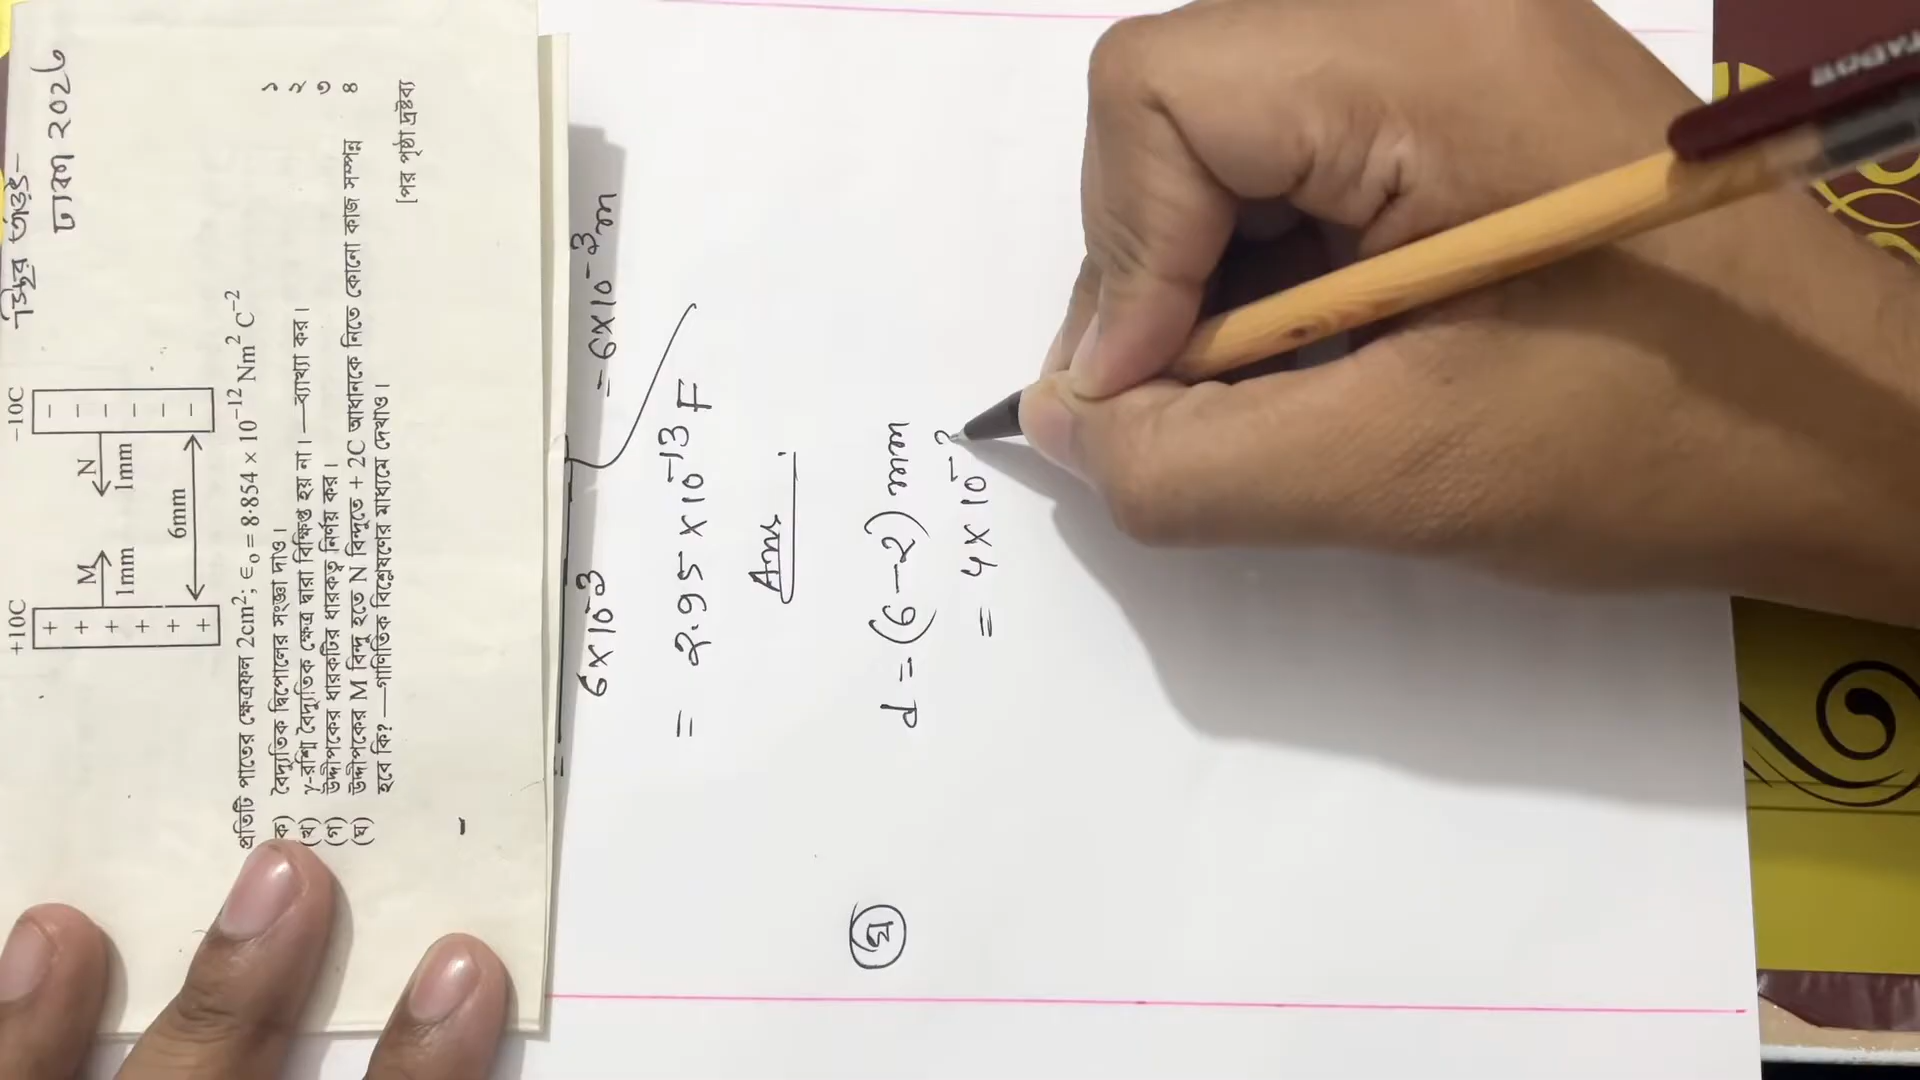 ঢাকা ২০২৬
+10C
-10C
M
N
1mm
1mm
6mm
প্রতিটি পাতের ক্ষেত্রফল 2cm²; ∈₀ = 8·854 × 10⁻¹² Nm² C⁻²
(ক) বৈদ্যুতিক দ্বিপোলের সংজ্ঞা দাও। ১
(খ) γ-রশ্মি বৈদ্যুতিক ক্ষেত্র দ্বারা বিক্ষিপ্ত হয় না। —ব্যাখ্যা কর। ২
(গ) উদ্দীপকের ধারকটির ধারকত্ব নির্ণয় কর। ৩
(ঘ) উদ্দীপকের M বিন্দু হতে N বিন্দুতে + 2C আধানকে নিতে কোনো কাজ সম্পন্ন ৪
হবে কি? —গাণিতিক বিশ্লেষণের মাধ্যমে দেখাও।
[পর পৃষ্ঠা দ্রষ্টব্য
6×10⁻³
= 6×10⁻³ m
= 2.95 × 10⁻¹³ F
Ans.
(ঘ) d = (6-2) mm
= 4 × 10⁻³